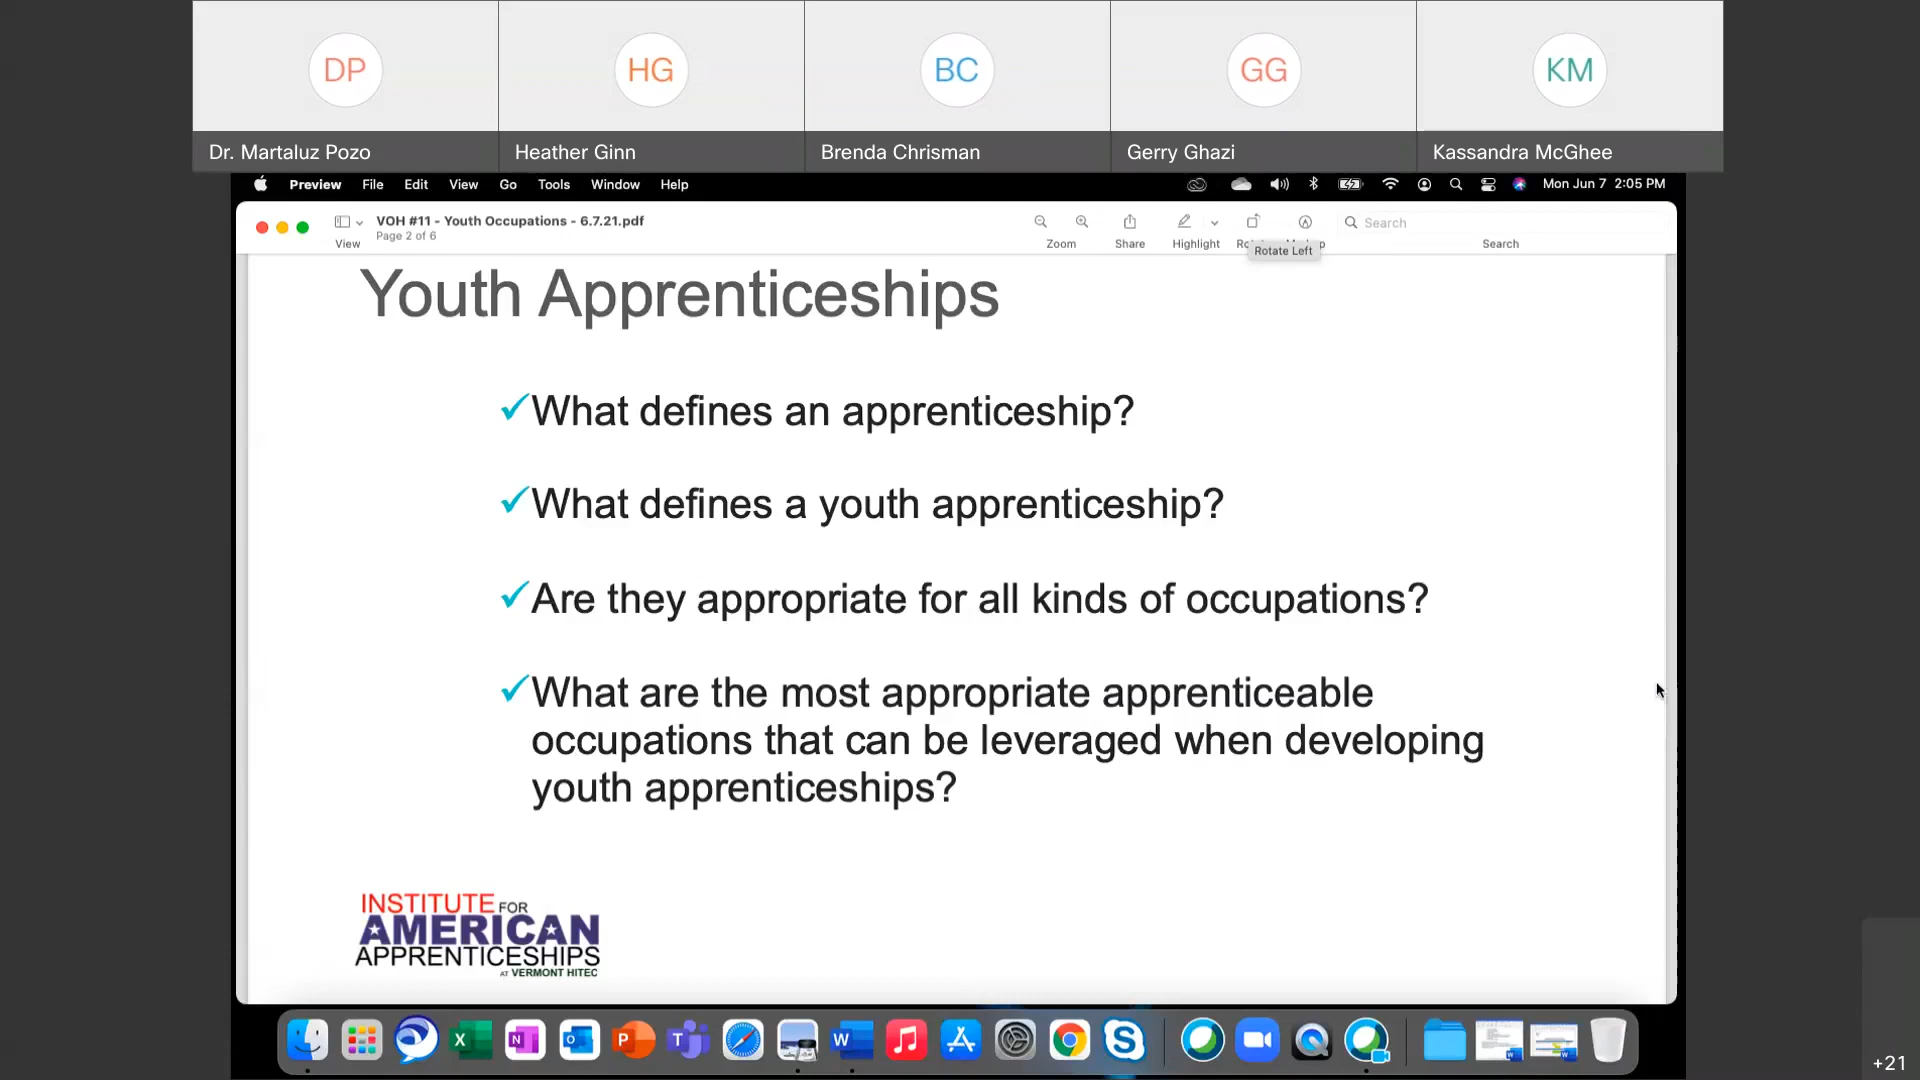 DP
HG
BC
GG
KM
Dr. Martaluz Pozo
Heather Ginn
Brenda Chrisman
Gerry Ghazi
Kassandra McGhee
Preview File Edit View Go Tools Window Help
Mon Jun 7 2:05 PM
VOH #11 - Youth Occupations - 6.7.21.pdf
Page 2 of 6
Search
View
Zoom
Share
Highlight
Search
Rotate Left
Youth Apprenticeships
What defines an apprenticeship?
What defines a youth apprenticeship?
Are they appropriate for all kinds of occupations?
What are the most appropriate apprenticeable
occupations that can be leveraged when developing
youth apprenticeships?
INSTITUTE FOR
AMERICAN
APPRENTICESHIPS
AT VERMONT HITEC
+21